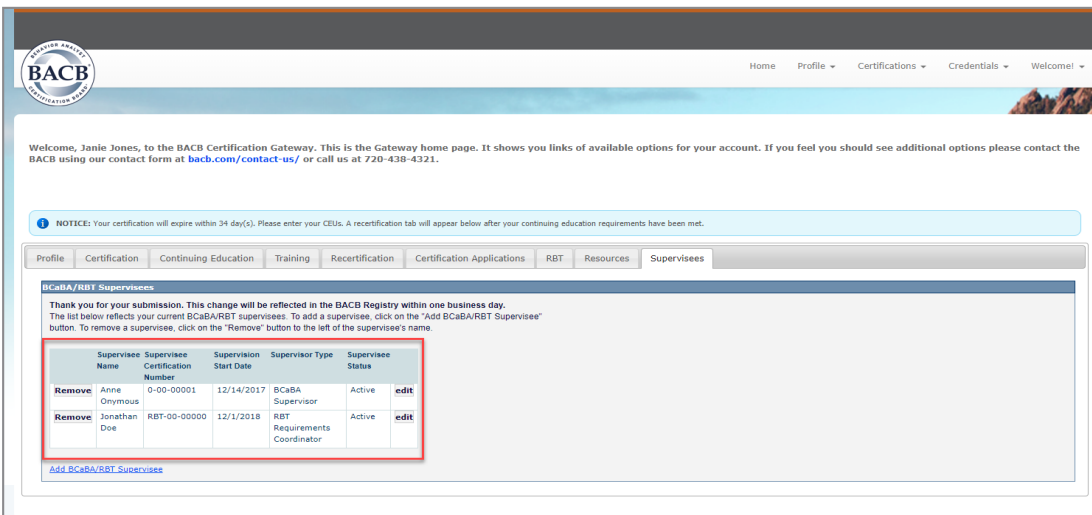 BEHAVIOR ANALYST
BACB
CERTIFICATION BOARD
Home Profile Certifications Credentials Welcome!
Welcome, Janie Jones, to the BACB Certification Gateway. This is the Gateway home page. It shows you links of available options for your account. If you feel you should see additional options please contact the
BACB using our contact form at bacb.com/contact-us/ or call us at 720-438-4321.
NOTICE: Your certification will expire within 34 day(s). Please enter your CEUs. A recertification tab will appear below after your continuing education requirements have been met.
Profile Certification Continuing Education Training Recertification Certification Applications RBT Resources Supervisees
BCaBA/RBT Supervisees
Thank you for your submission. This change will be reflected in the BACB Registry within one business day.
The list below reflects your current BCaBA/RBT supervisees. To add a supervisee, click on the "Add BCaBA/RBT Supervisee"
button. To remove a supervisee, click on the "Remove" button to the left of the supervisee's name.
Supervisee Supervisee Supervision Supervisor Type Supervisee
Name Certification Start Date Status
Number
Remove Anne 0-00-00001 12/14/2017 BCaBA Active edit
Onymous Supervisor
Remove Jonathan RBT-00-00000 12/1/2018 RBT Active edit
Doe Requirements
Coordinator
Add BCaBA/RBT Supervisee